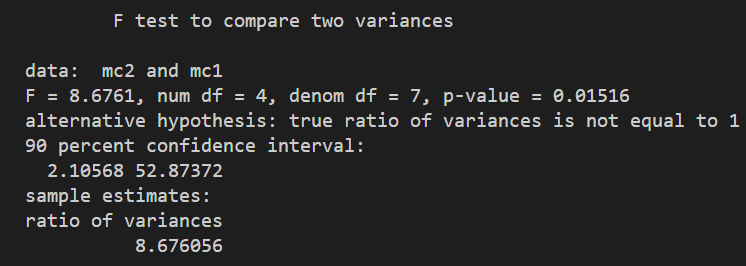 F test to compare two variances
data:  mc2 and mc1
F = 8.6761, num df = 4, denom df = 7, p-value = 0.01516
alternative hypothesis: true ratio of variances is not equal to 1
90 percent confidence interval:
2.10568 52.87372
sample estimates:
ratio of variances
8.676056